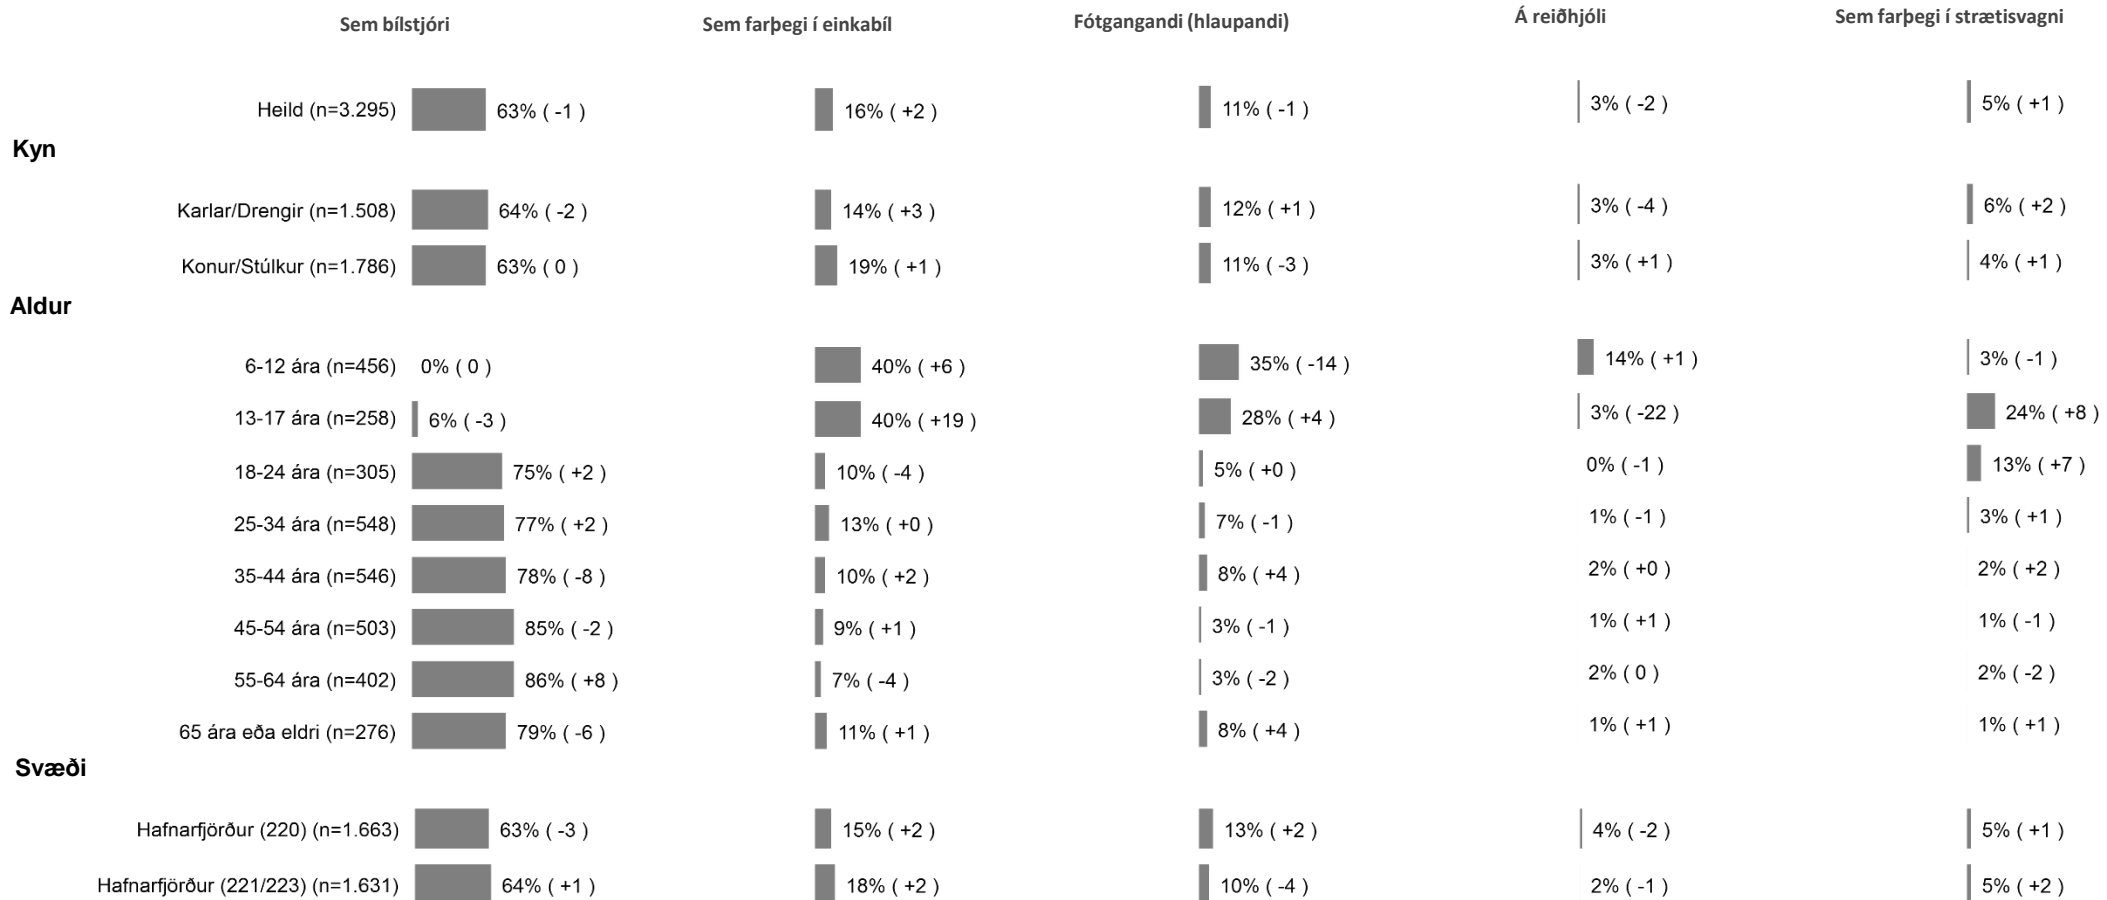 Sem bílstjóri Sem farþegi í einkabíl Fótgangandi (hlaupandi) Á reiðhjóli Sem farþegi í strætisvagni
Heild (n=3.295) 63% ( -1 ) 16% ( +2 ) 11% ( -1 ) 3% ( -2 ) 5% ( +1 )
Kyn
Karlar/Drengir (n=1.508) 64% ( -2 ) 14% ( +3 ) 12% ( +1 ) 3% ( -4 ) 6% ( +2 )
Konur/Stúlkur (n=1.786) 63% ( 0 ) 19% ( +1 ) 11% ( -3 ) 3% ( +1 ) 4% ( +1 )
Aldur
6-12 ára (n=456) 0% ( 0 ) 40% ( +6 ) 35% ( -14 ) 14% ( +1 ) 3% ( -1 )
13-17 ára (n=258) 6% ( -3 ) 40% ( +19 ) 28% ( +4 ) 3% ( -22 ) 24% ( +8 )
18-24 ára (n=305) 75% ( +2 ) 10% ( -4 ) 5% ( +0 ) 0% ( -1 ) 13% ( +7 )
25-34 ára (n=548) 77% ( +2 ) 13% ( +0 ) 7% ( -1 ) 1% ( -1 ) 3% ( +1 )
35-44 ára (n=546) 78% ( -8 ) 10% ( +2 ) 8% ( +4 ) 2% ( +0 ) 2% ( +2 )
45-54 ára (n=503) 85% ( -2 ) 9% ( +1 ) 3% ( -1 ) 1% ( +1 ) 1% ( -1 )
55-64 ára (n=402) 86% ( +8 ) 7% ( -4 ) 3% ( -2 ) 2% ( 0 ) 2% ( -2 )
65 ára eða eldri (n=276) 79% ( -6 ) 11% ( +1 ) 8% ( +4 ) 1% ( +1 ) 1% ( +1 )
Svæði
Hafnarfjörður (220) (n=1.663) 63% ( -3 ) 15% ( +2 ) 13% ( +2 ) 4% ( -2 ) 5% ( +1 )
Hafnarfjörður (221/223) (n=1.631) 64% ( +1 ) 18% ( +2 ) 10% ( -4 ) 2% ( -1 ) 5% ( +2 )